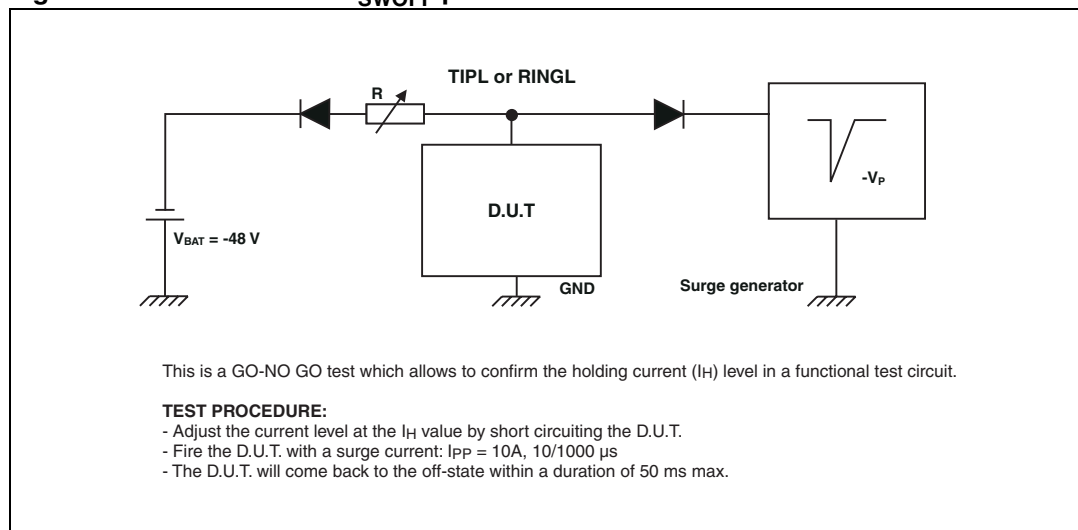 TIPL or RINGL
R
-VP
D.U.T
VBAT = -48 V
GND
Surge generator
This is a GO-NO GO test which allows to confirm the holding current (IH) level in a functional test circuit.
TEST PROCEDURE:
- Adjust the current level at the IH value by short circuiting the D.U.T.
- Fire the D.U.T. with a surge current: IPP = 10A, 10/1000 µs
- The D.U.T. will come back to the off-state within a duration of 50 ms max.